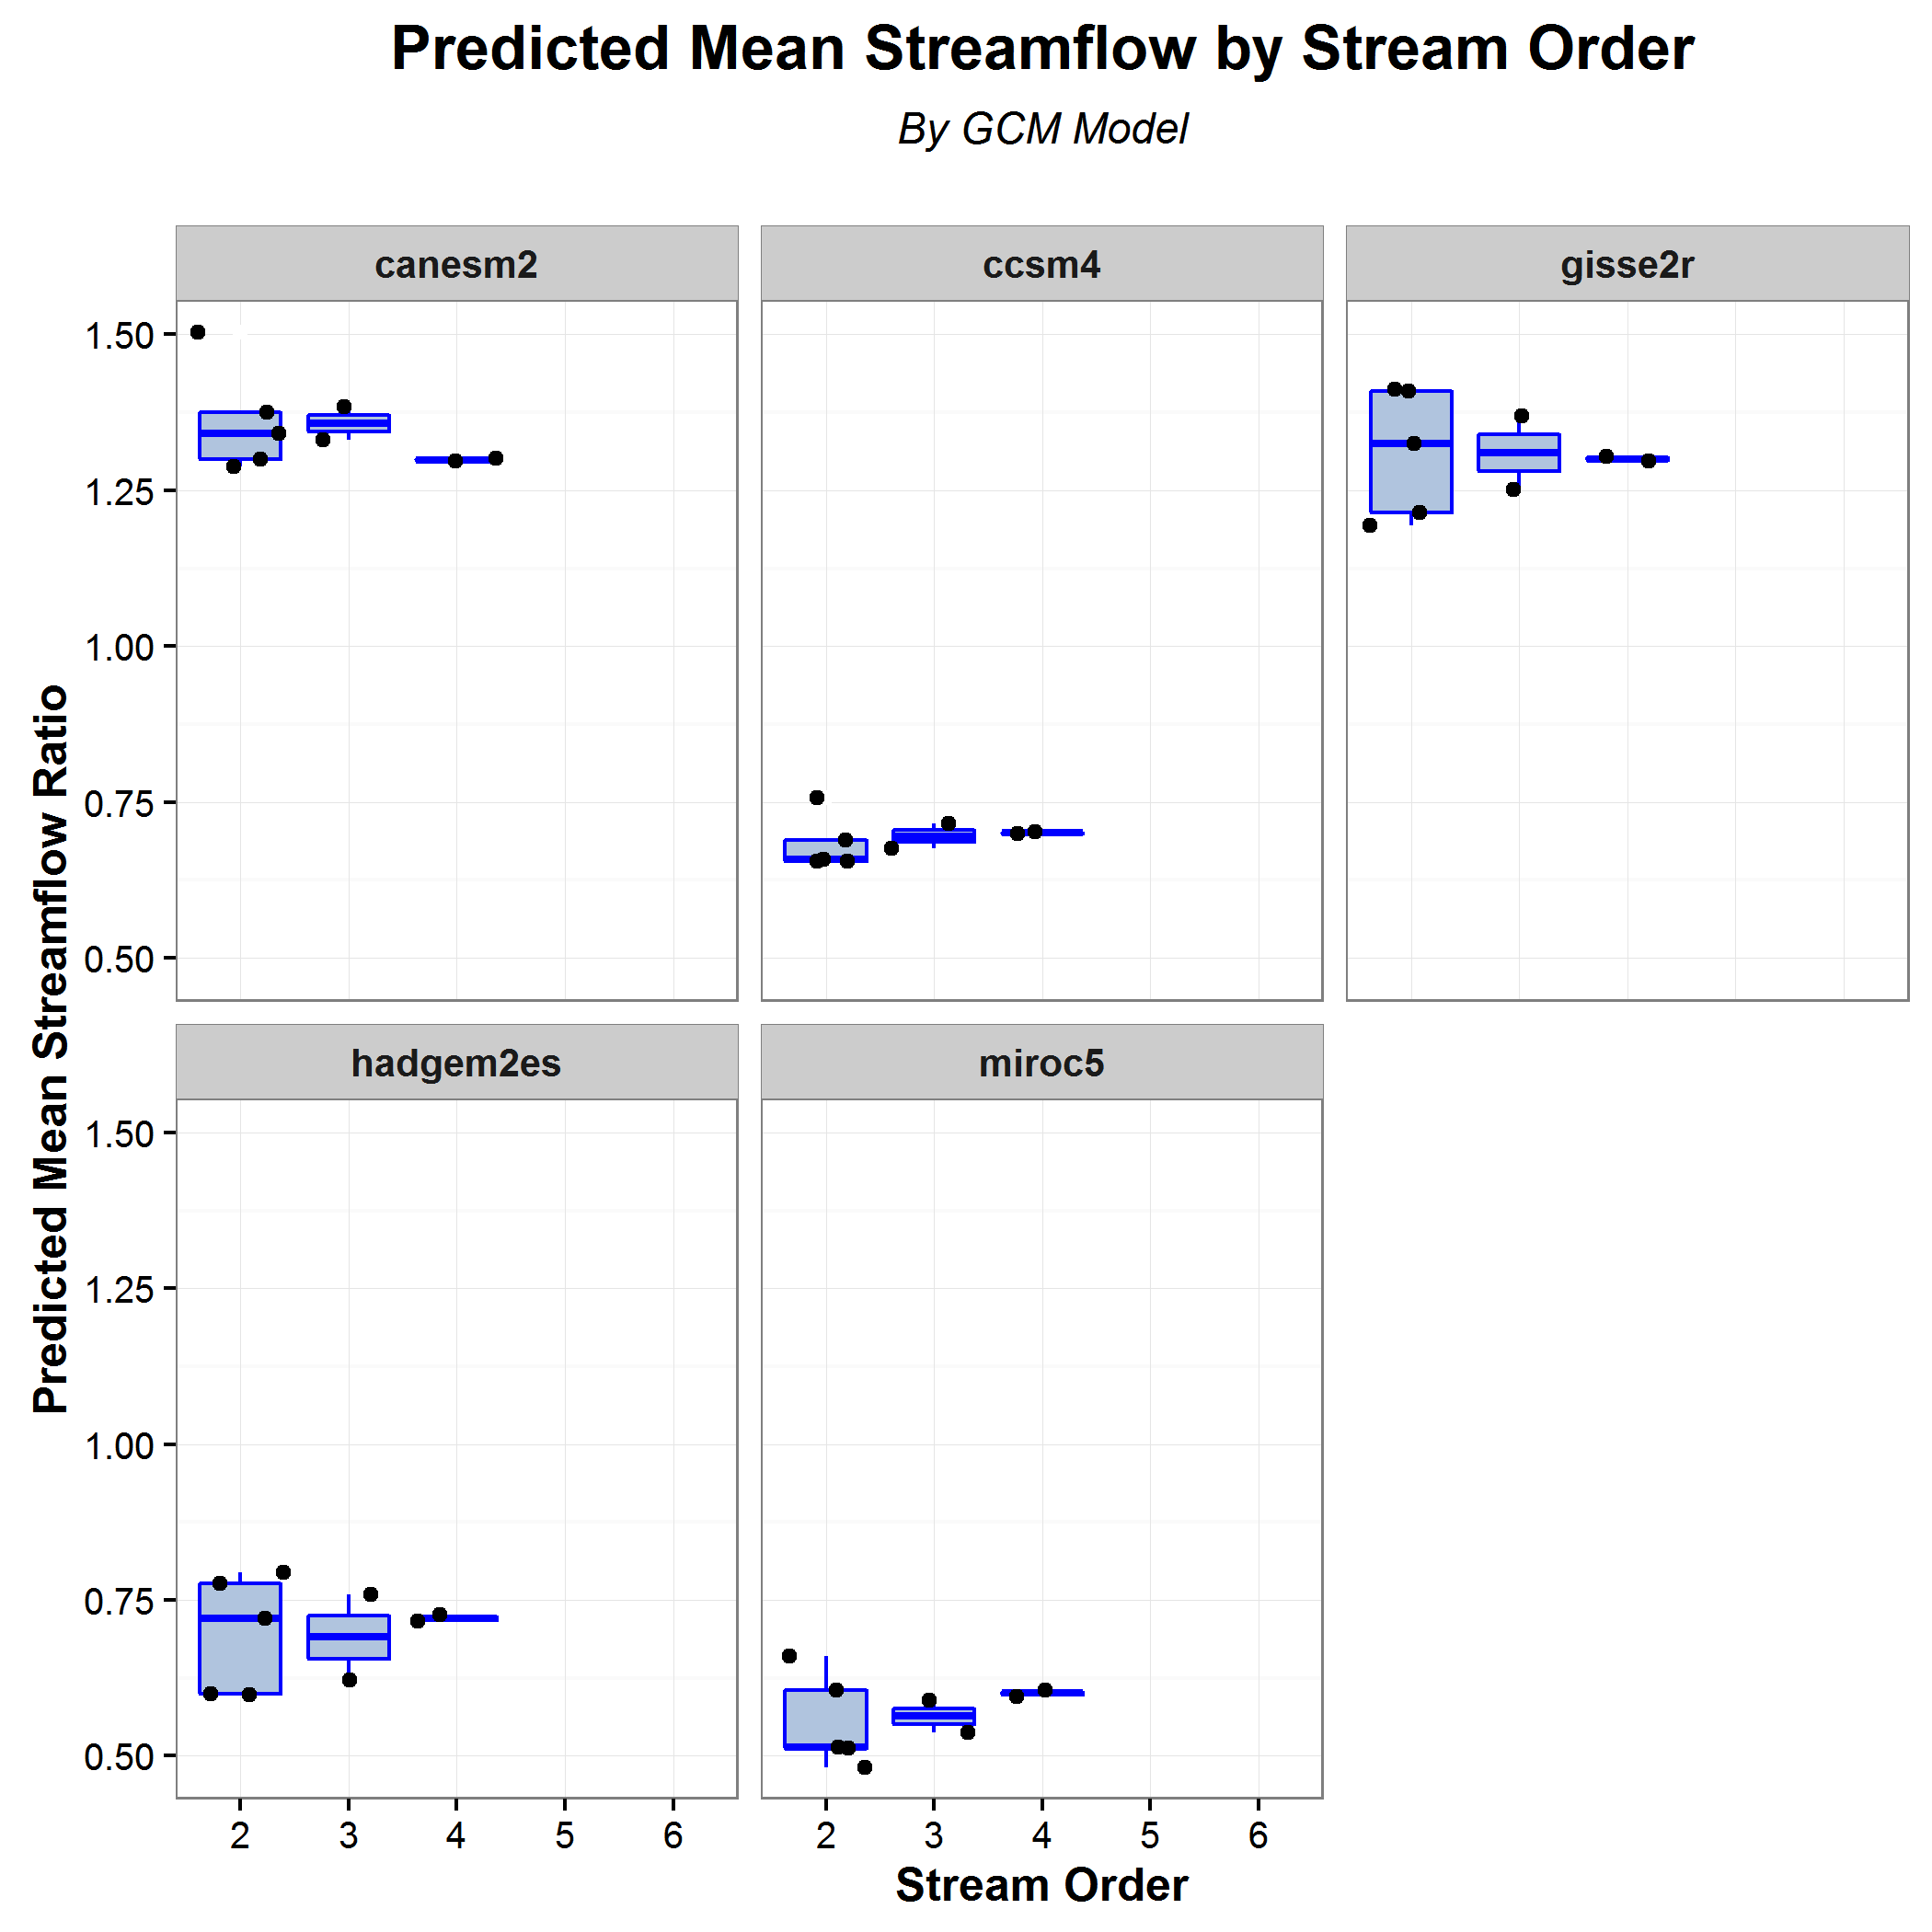 Predicted Mean Streamflow by Stream Order
By GCM Model
canesm2
ccsm4
gisse2r
1.50
1.25
1.00
0.75
0.50
Predicted Mean Streamflow Ratio
hadgem2es
miroc5
1.50
1.25
1.00
0.75
0.50
2 3 4 5 6
2 3 4 5 6
Stream Order